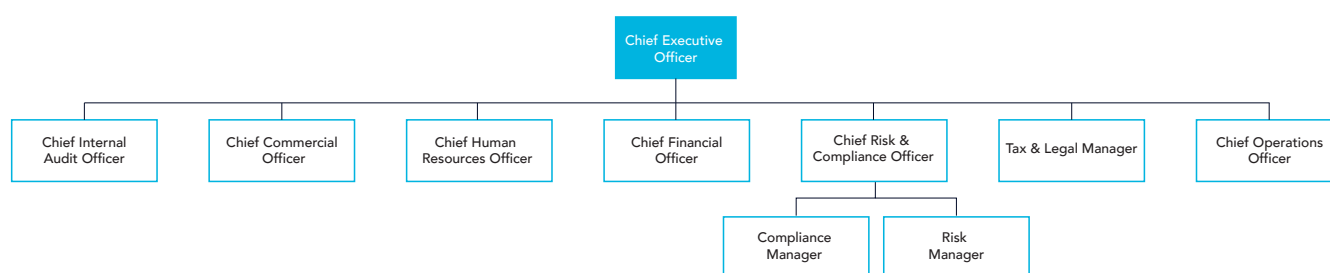 Chief Executive
Officer
Chief Internal
Audit Officer
Chief Commercial
Officer
Chief Human
Resources Officer
Chief Financial
Officer
Chief Risk &
Compliance Officer
Tax & Legal Manager
Chief Operations
Officer
Compliance
Manager
Risk
Manager